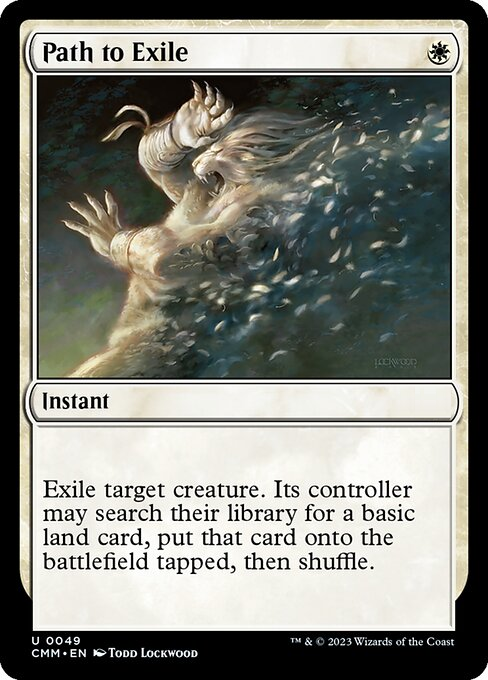 Path to Exile
LOCKWOOD
Instant
Exile target creature. Its controller
may search their library for a basic
land card, put that card onto the
battlefield tapped, then shuffle.
U 0049
™ & © 2023 Wizards of the Coast
CMM • EN Todd Lockwood